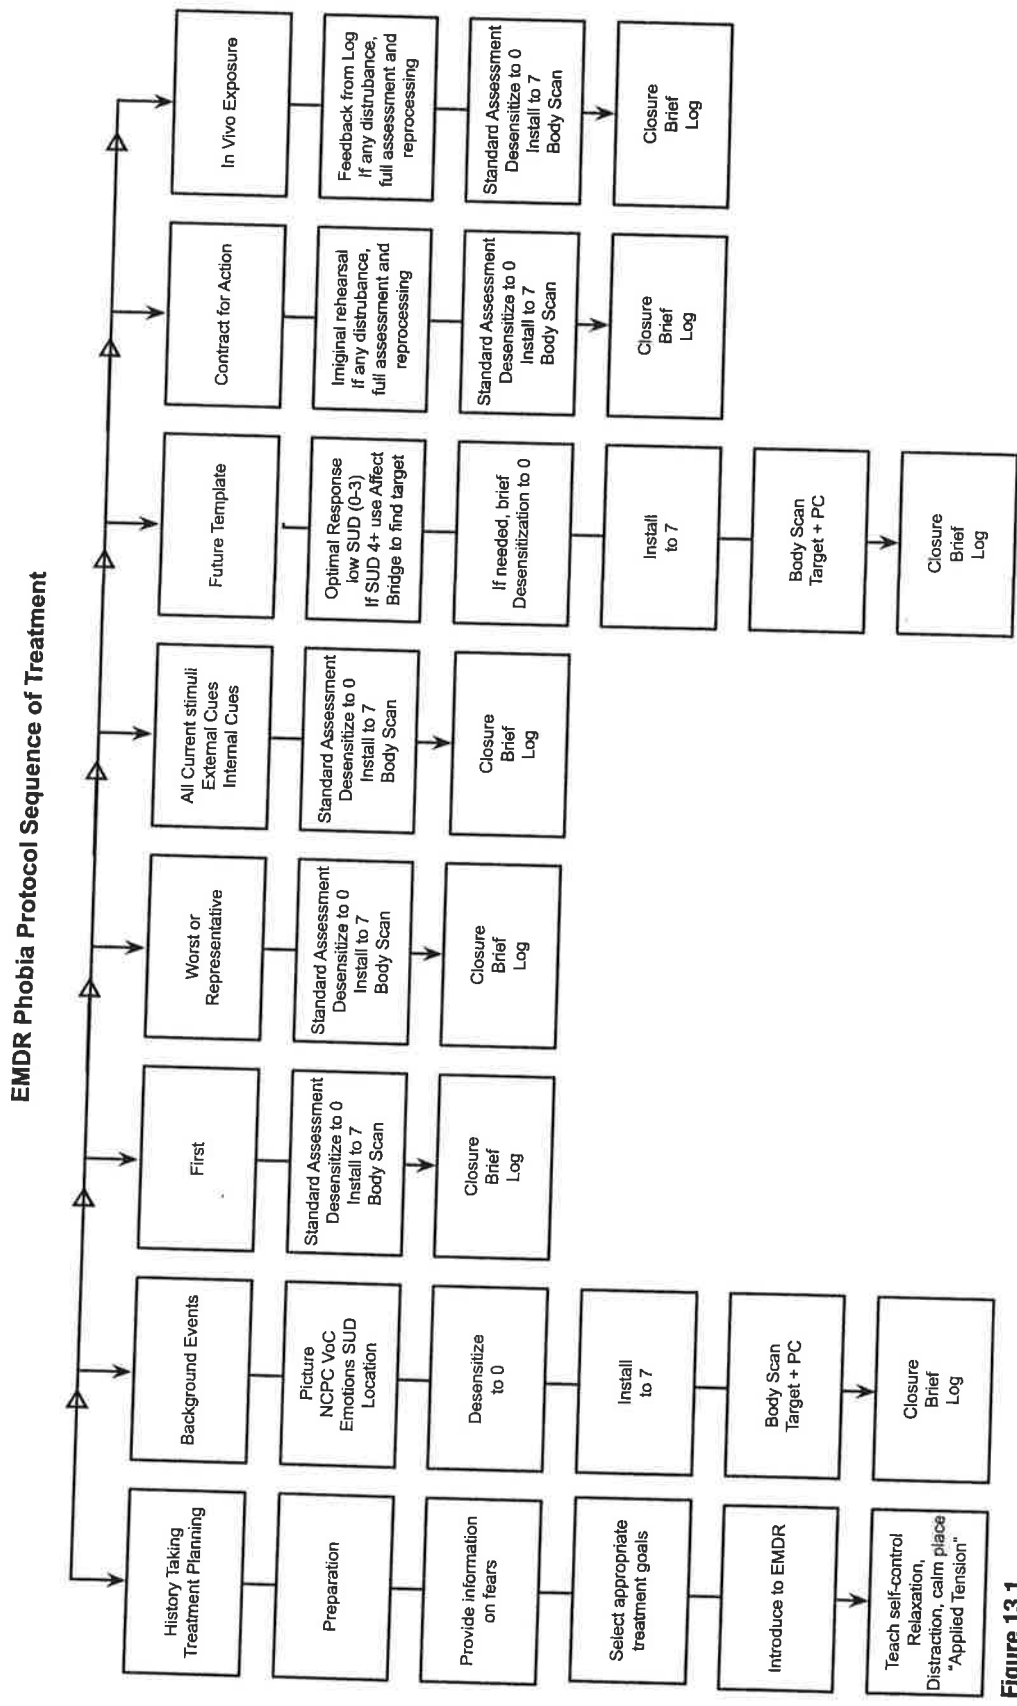 EMDR Phobia Protocol Sequence of Treatment
History Taking
Treatment Planning
Preparation
Provide information
on fears
Select appropriate
treatment goals
Introduce to EMDR
Teach self-control
Relaxation,
Distraction, calm place
"Applied Tension"
Background Events
Picture
NCPC VoC
Emotions SUD
Location
Desensitize
to 0
Install
to 7
Body Scan
Target + PC
Closure
Brief
Log
First
Standard Assessment
Desensitize to 0
Install to 7
Body Scan
Closure
Brief
Log
Worst or
Representative
Standard Assessment
Desensitize to 0
Install to 7
Body Scan
Closure
Brief
Log
All Current stimuli
External Cues
Internal Cues
Standard Assessment
Desensitize to 0
Install to 7
Body Scan
Closure
Brief
Log
Future Template
Optimal Response
low SUD (0-3)
If SUD 4+ use Affect
Bridge to find target
If needed, brief
Desensitization to 0
Install
to 7
Body Scan
Target + PC
Closure
Brief
Log
Contract for Action
Imiginal rehearsal
If any distrubance,
full assessment and
reprocessing
Standard Assessment
Desensitize to 0
Install to 7
Body Scan
Closure
Brief
Log
In Vivo Exposure
Feedback from Log
If any distrubance,
full assessment and
reprocessing
Standard Assessment
Desensitize to 0
Install to 7
Body Scan
Closure
Brief
Log
Figure 13.1